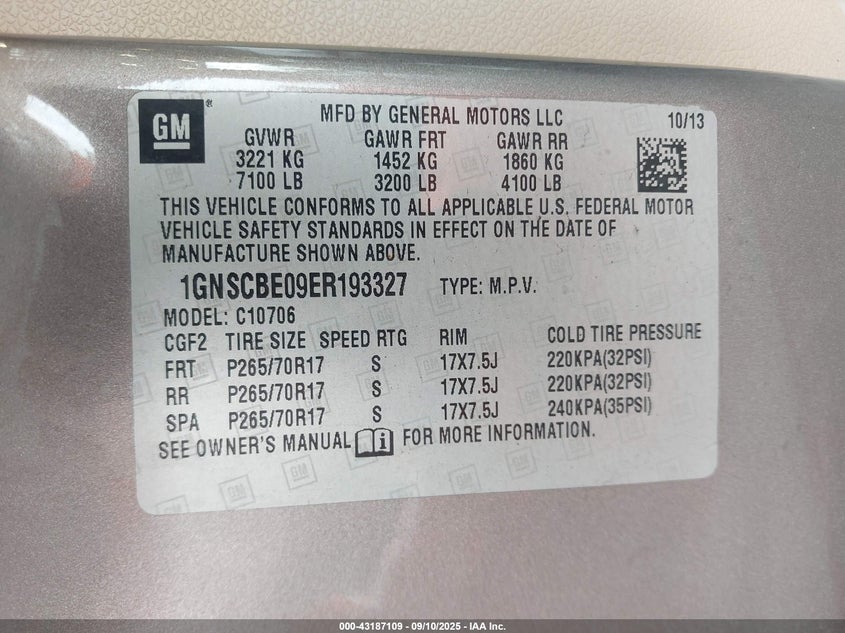 GM®
MFD BY GENERAL MOTORS LLC 10/13
GVWR GAWR FRT GAWR RR
3221 KG 1452 KG 1860 KG
7100 LB 3200 LB 4100 LB
THIS VEHICLE CONFORMS TO ALL APPLICABLE U.S. FEDERAL MOTOR
VEHICLE SAFETY STANDARDS IN EFFECT ON THE DATE OF
MANUFACTURE SHOWN ABOVE.
1GNSCBE09ER193327 TYPE: M.P.V.
MODEL: C10706
CGF2 TIRE SIZE SPEED RTG RIM COLD TIRE PRESSURE
FRT P265/70R17 S 17X7.5J 220KPA(32PSI)
RR P265/70R17 S 17X7.5J 220KPA(32PSI)
SPA P265/70R17 S 17X7.5J 240KPA(35PSI)
SEE OWNER'S MANUAL i FOR MORE INFORMATION.
000-43187109 - 09/10/2025 - IAA Inc.